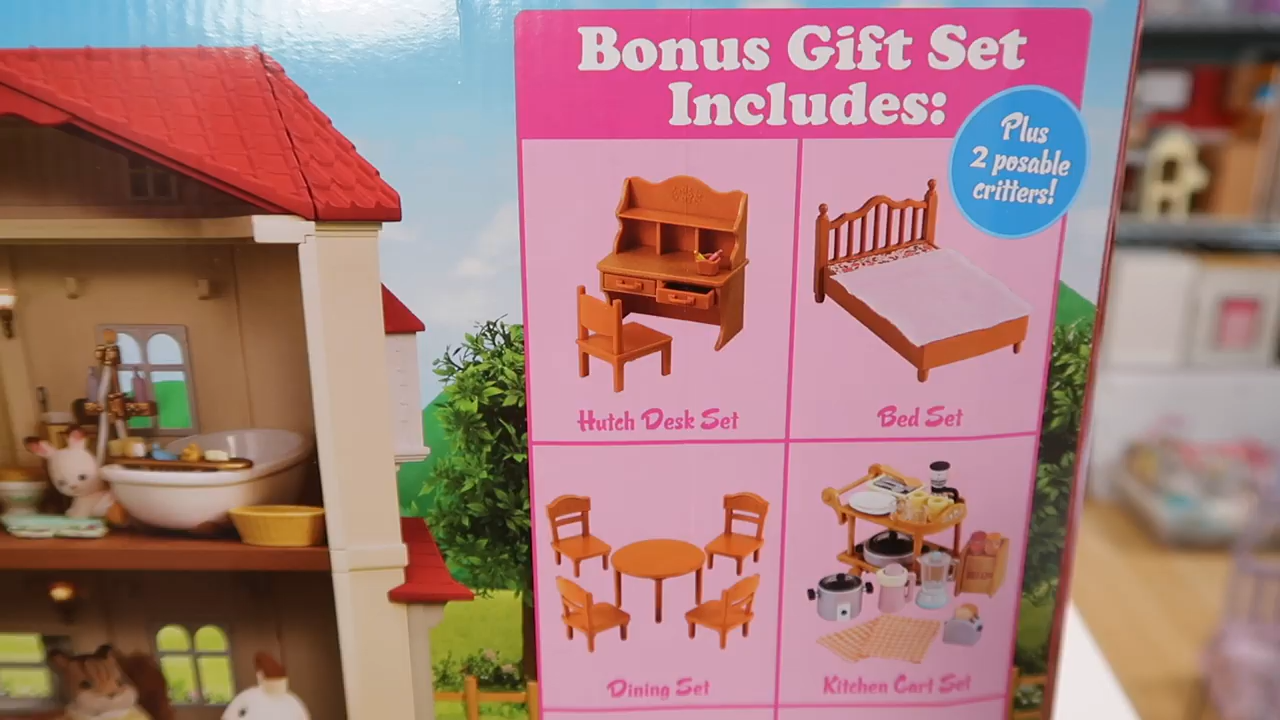 Bonus Gift Set
Includes:
Plus
2 posable
critters!
Hutch Desk Set
Bed Set
Dining Set
Kitchen Cart Set